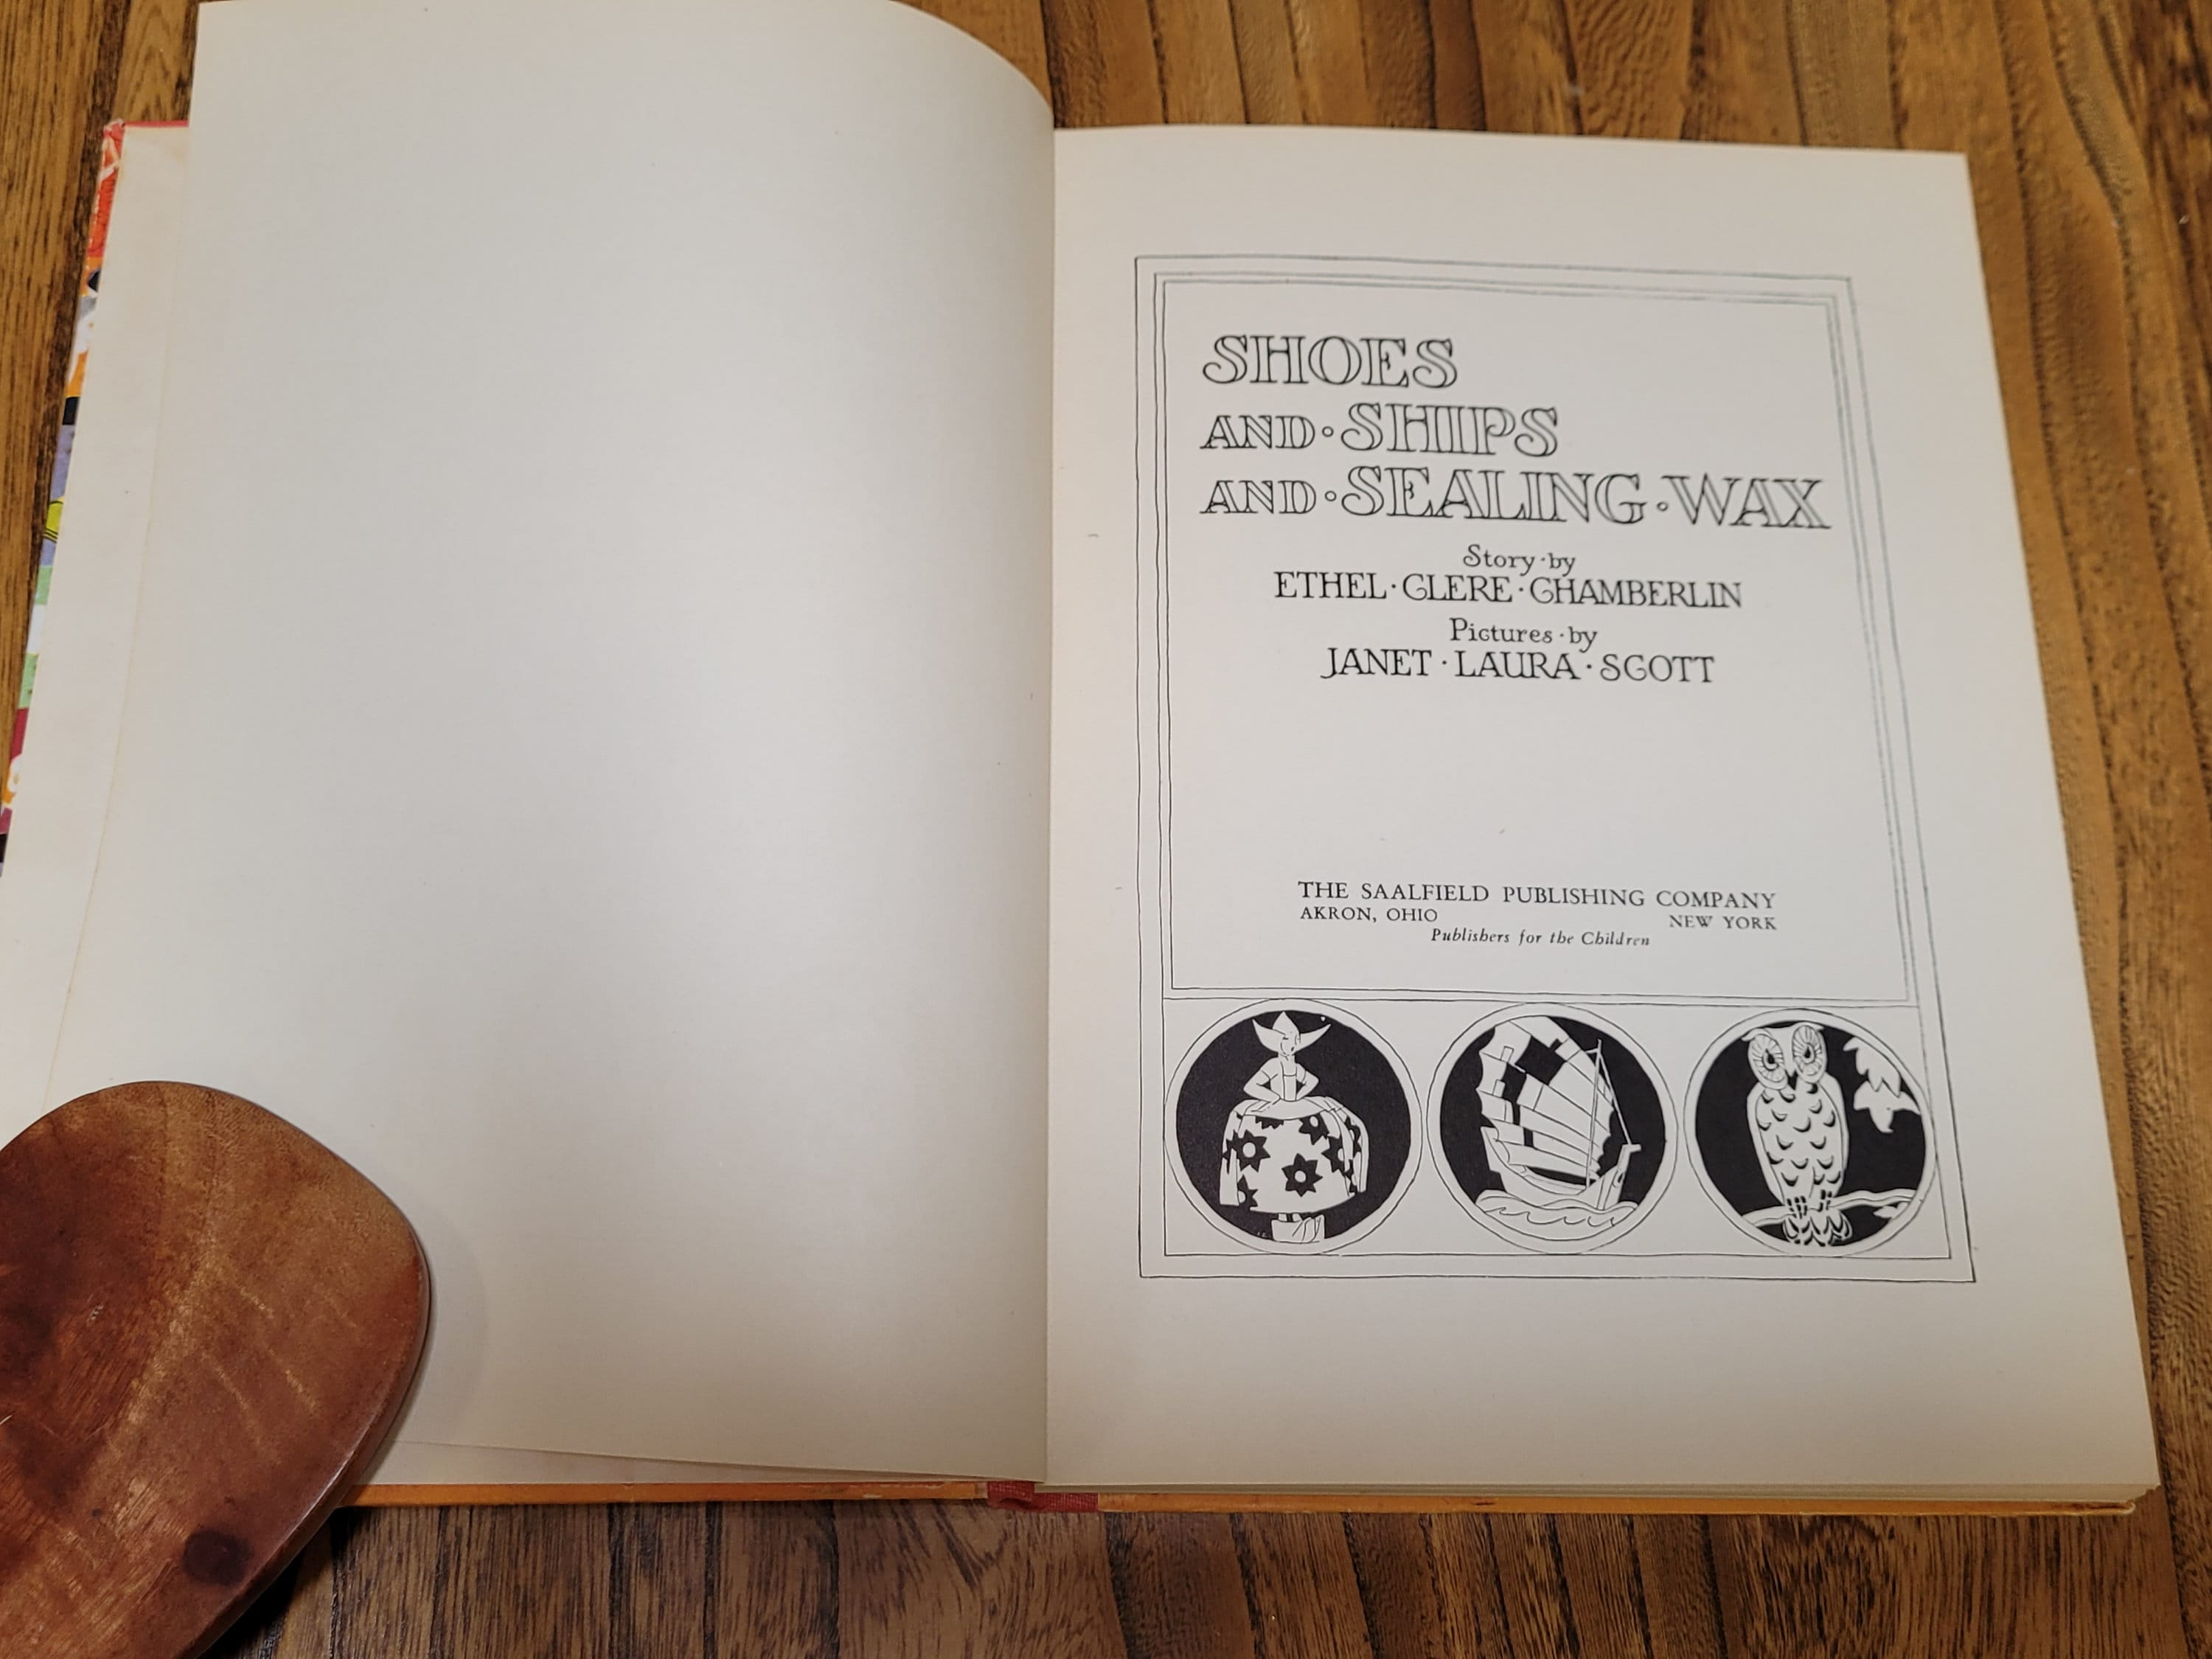 SHOES
AND·SHIPS
AND·SEALING·WAX
Story·by
ETHEL·CLERE·CHAMBERLIN
Pictures·by
JANET·LAURA·SCOTT
THE SAALFIELD PUBLISHING COMPANY
AKRON, OHIO NEW YORK
Publishers for the Children